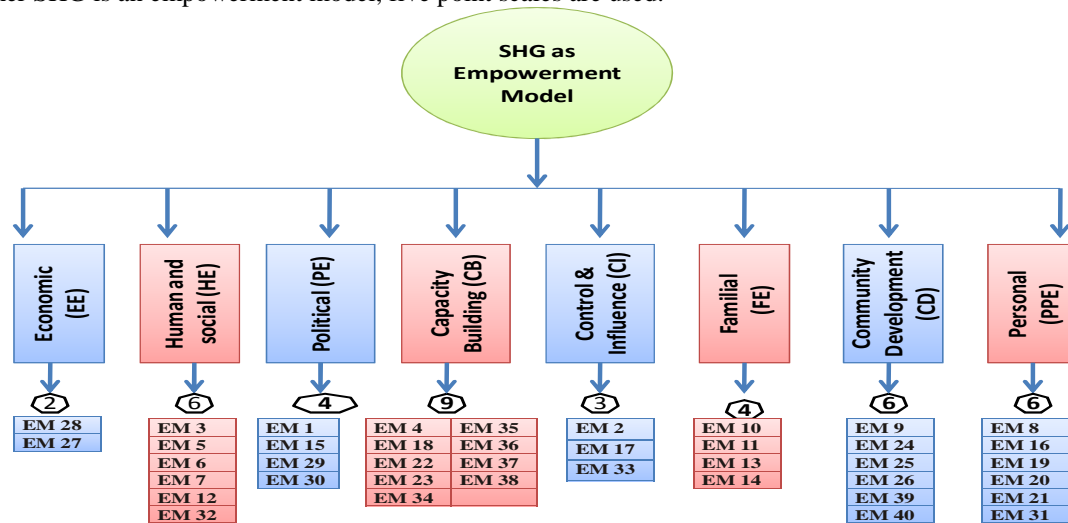 SHG is an empowerment model, five point scales are used.
SHG as
Empowerment
Model
Economic
(EE)
Human and
social (HE)
Political (PE)
Capacity
Building (CB)
Control &
Influence (CI)
Familial
(FE)
Community
Development
(CD)
Personal
(PPE)
2
6
4
9
3
4
6
6
EM 28
EM 27
EM 3
EM 5
EM 6
EM 7
EM 12
EM 32
EM 1
EM 15
EM 29
EM 30
EM 4 EM 35
EM 18 EM 36
EM 22 EM 37
EM 23 EM 38
EM 34
EM 2
EM 17
EM 33
EM 10
EM 11
EM 13
EM 14
EM 9
EM 24
EM 25
EM 26
EM 39
EM 40
EM 8
EM 16
EM 19
EM 20
EM 21
EM 31